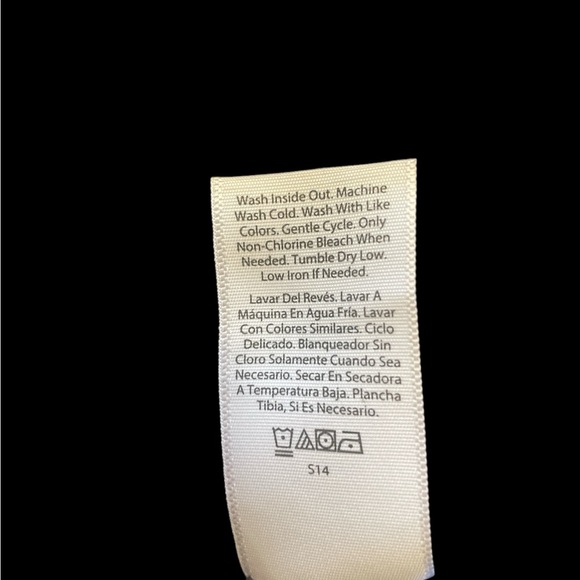 Wash Inside Out. Machine
Wash Cold. Wash With Like
Colors. Gentle Cycle. Only
Non-Chlorine Bleach When
Needed. Tumble Dry Low.
Low Iron If Needed.
Lavar Del Revés. Lavar A
Máquina En Agua Fría. Lavar
Con Colores Similares. Ciclo
Delicado. Blanqueador Sin
Cloro Solamente Cuando Sea
Necesario. Secar En Secadora
A Temperatura Baja. Plancha
Tibia, Si Es Necesario.
S14